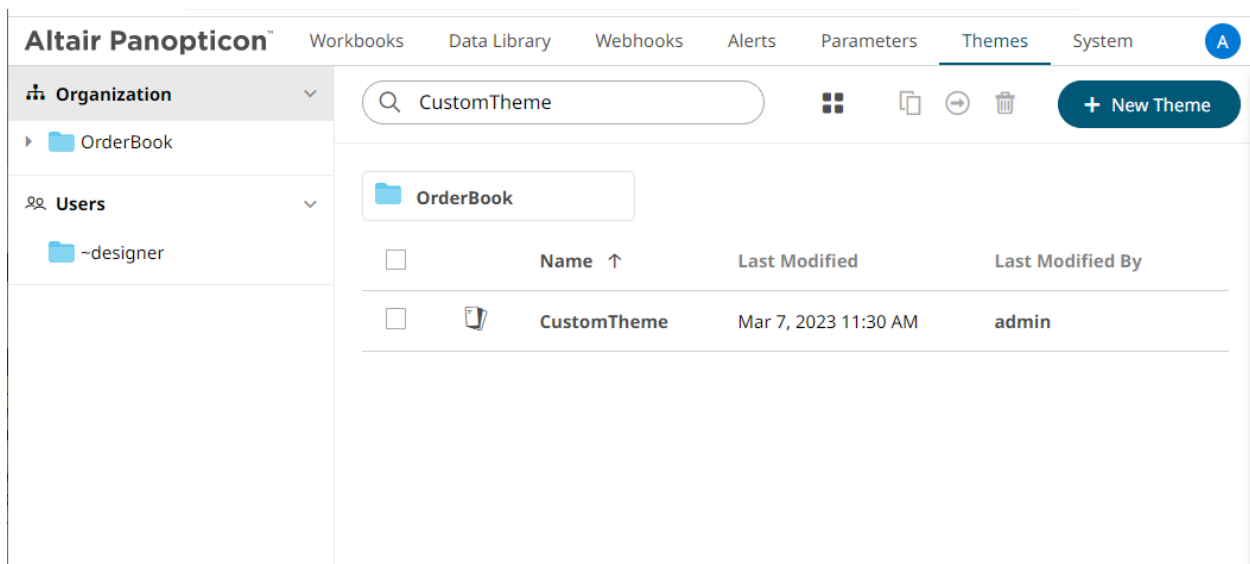 Altair Panopticon™ Workbooks Data Library Webhooks Alerts Parameters Themes System A
Organization
CustomTheme
+ New Theme
OrderBook
Users
~designer
OrderBook
Name ↑ Last Modified Last Modified By
CustomTheme Mar 7, 2023 11:30 AM admin